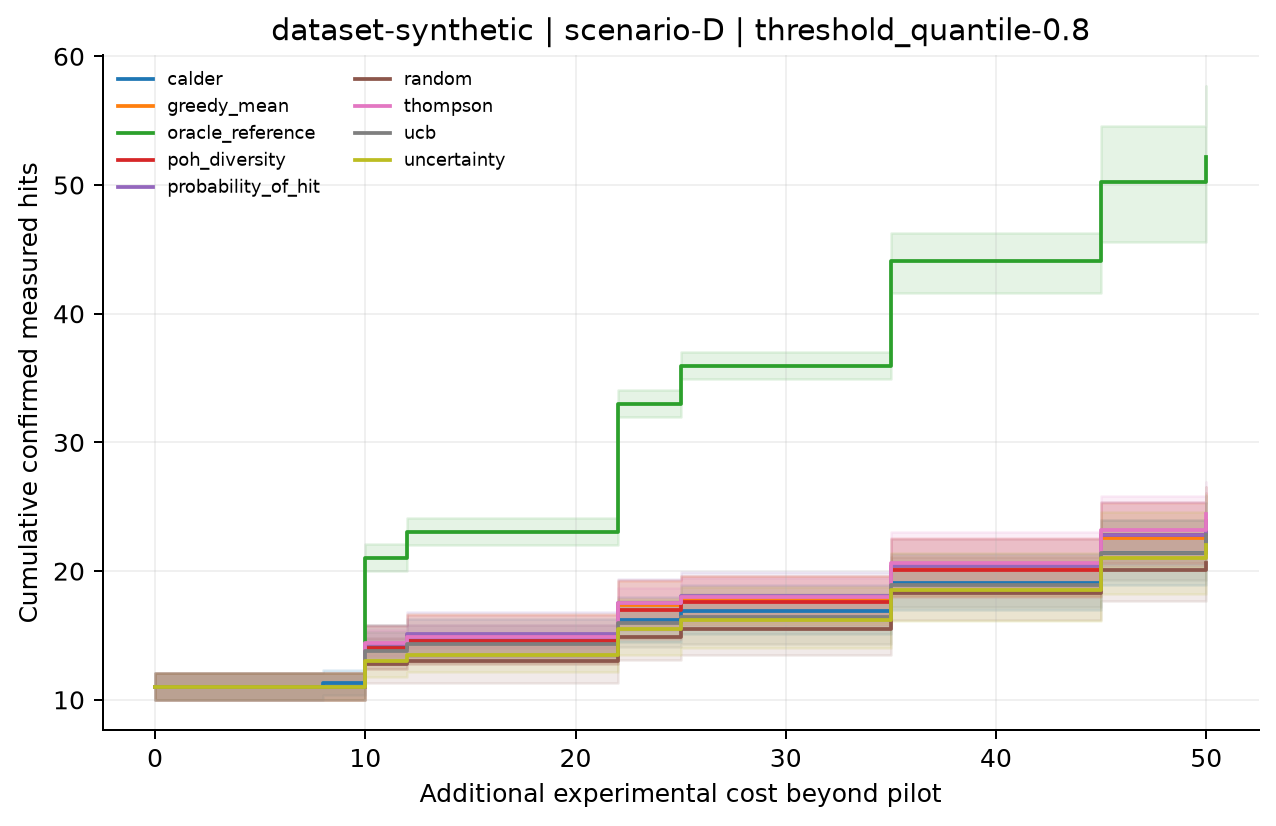 dataset-synthetic | scenario-D | threshold_quantile-0.8
Cumulative confirmed measured hits
60
50
40
30
20
10
calder
greedy_mean
oracle_reference
poh_diversity
probability_of_hit
random
thompson
ucb
uncertainty
0 10 20 30 40 50
Additional experimental cost beyond pilot